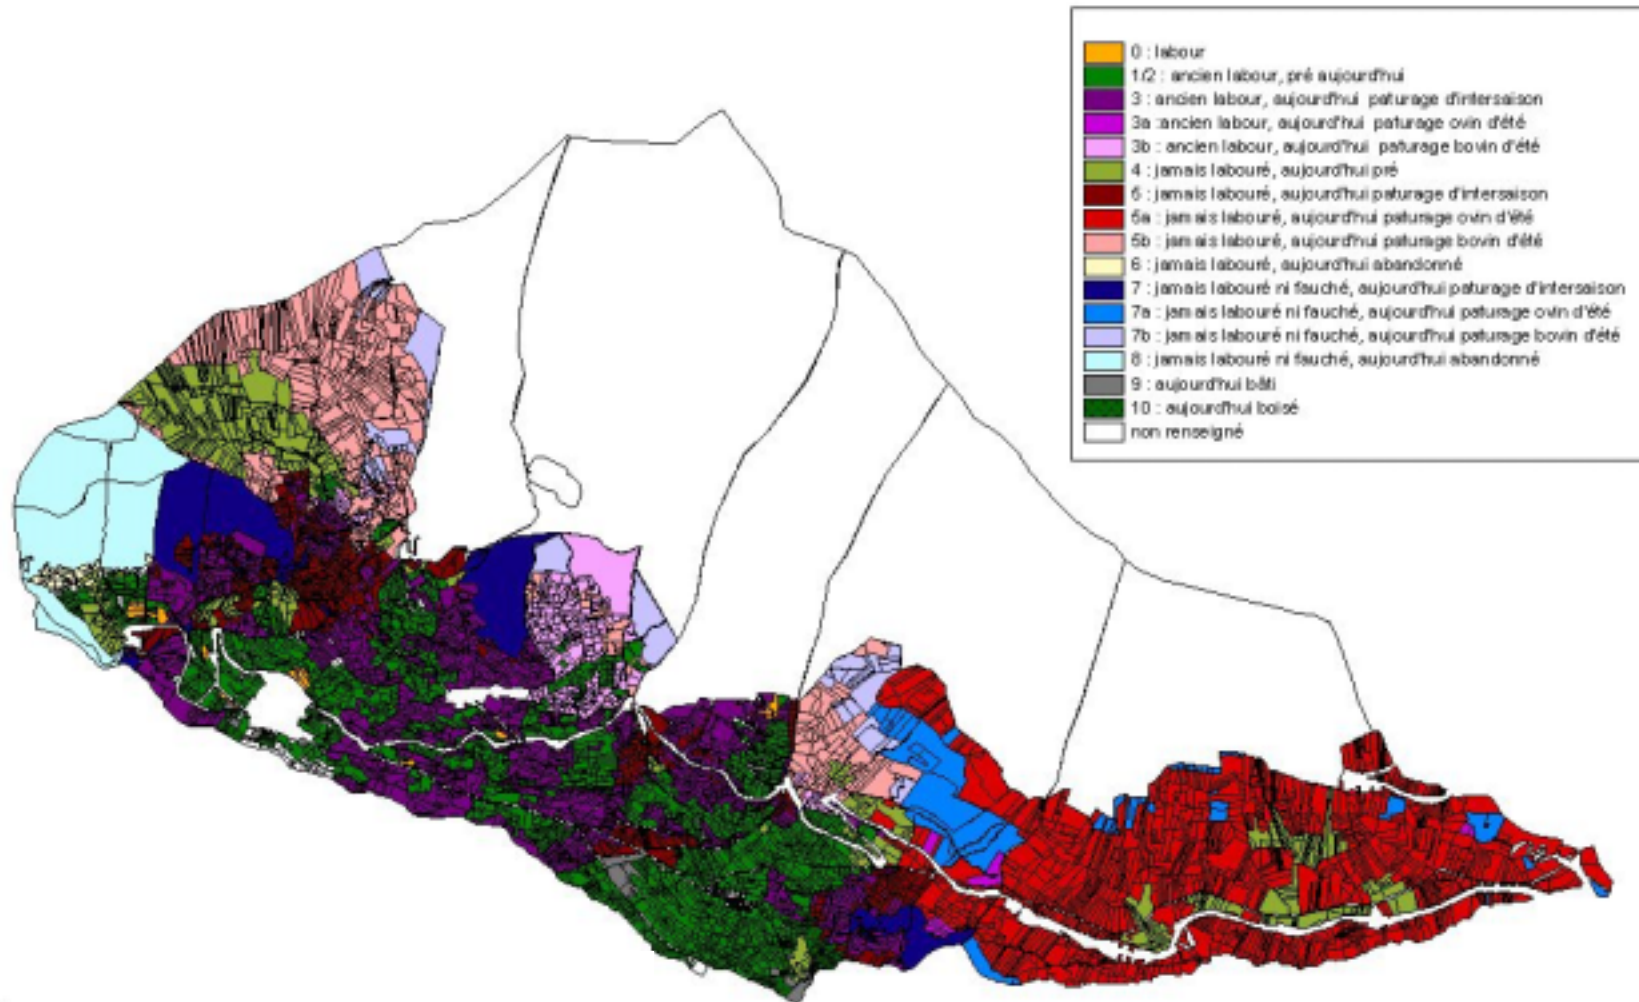 0 : labour
1/2 : ancien labour, pré aujourd'hui
3 : ancien labour, aujourd'hui paturage d'intersaison
3a :ancien labour, aujourd'hui paturage ovin d'été
3b : ancien labour, aujourd'hui paturage bovin d'été
4 : jamais labouré, aujourd'hui pré
5 : jamais labouré, aujourd'hui paturage d'intersaison
5a : jamais labouré, aujourd'hui paturage ovin d'été
5b : jamais labouré, aujourd'hui paturage bovin d'été
6 : jamais labouré, aujourd'hui abandonné
7 : jamais labouré ni fauché, aujourd'hui paturage d'intersaison
7a : jamais labouré ni fauché, aujourd'hui paturage ovin d'été
7b : jamais labouré ni fauché, aujourd'hui paturage bovin d'été
8 : jamais labouré ni fauché, aujourd'hui abandonné
9 : aujourd'hui bâti
10 : aujourd'hui boisé
non renseigné